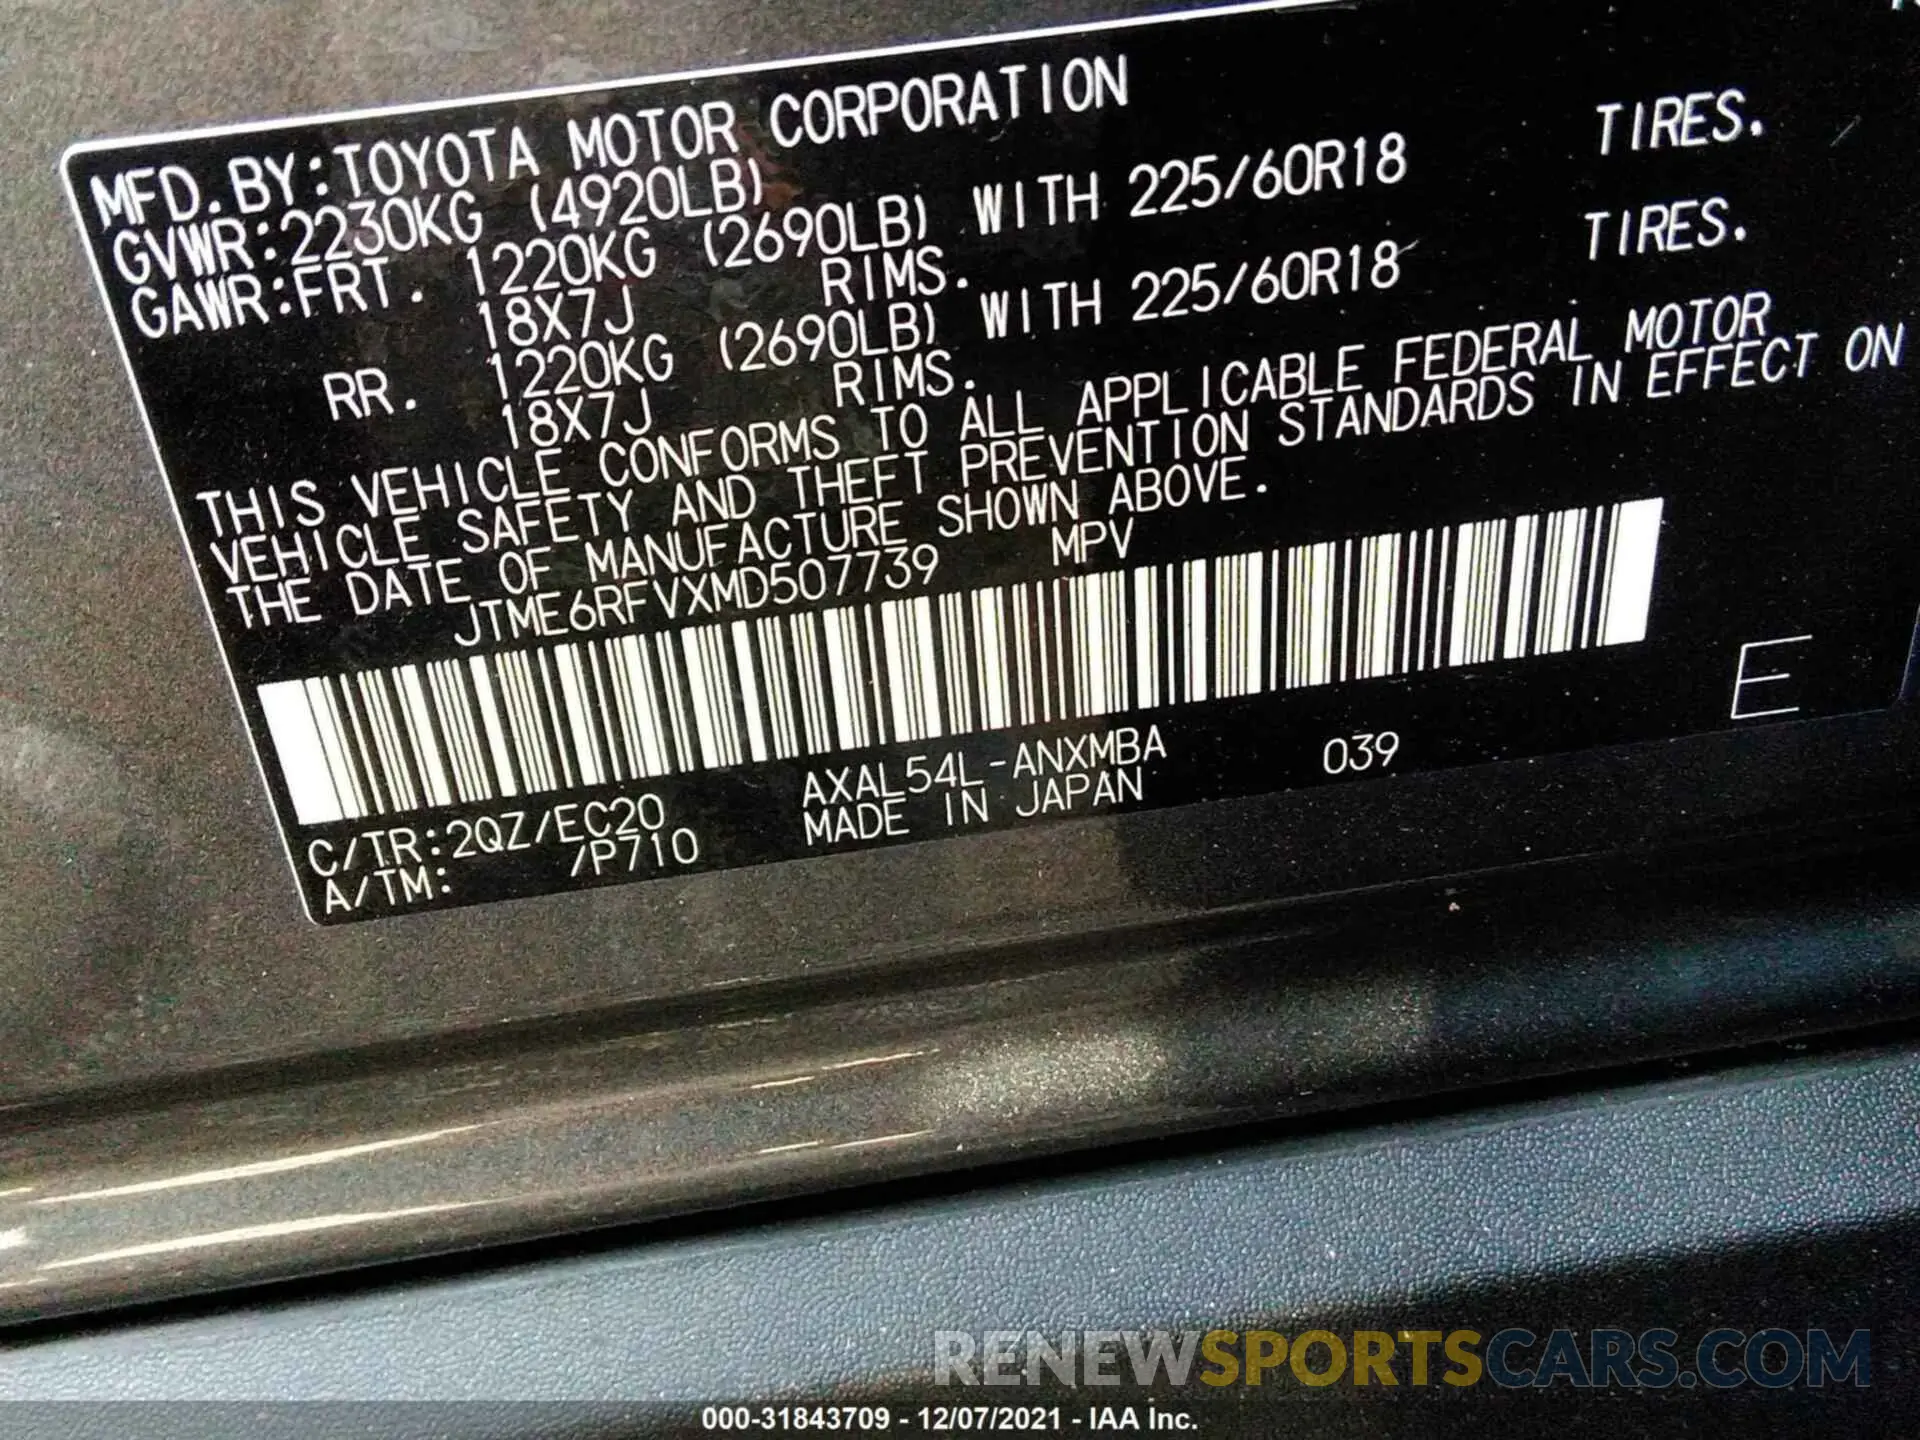 MFD. BY: TOYOTA MOTOR CORPORATION
GVWR: 2230KG (4920LB)
GAWR: FRT. 1220KG (2690LB) WITH 225/60R18 TIRES.
18X7J RIMS.
RR. 1220KG (2690LB) WITH 225/60R18 TIRES.
18X7J RIMS.
THIS VEHICLE CONFORMS TO ALL APPLICABLE FEDERAL MOTOR
VEHICLE SAFETY AND THEFT PREVENTION STANDARDS IN EFFECT ON
THE DATE OF MANUFACTURE SHOWN ABOVE.
JTME6RFVXMD507739 MPV
E
C/TR: 2QZ/EC20 AXAL54L-ANXMBA 039
A/TM: /P710 MADE IN JAPAN
RENEWSPORTSCARS.COM
000-31843709 - 12/07/2021 - IAA Inc.